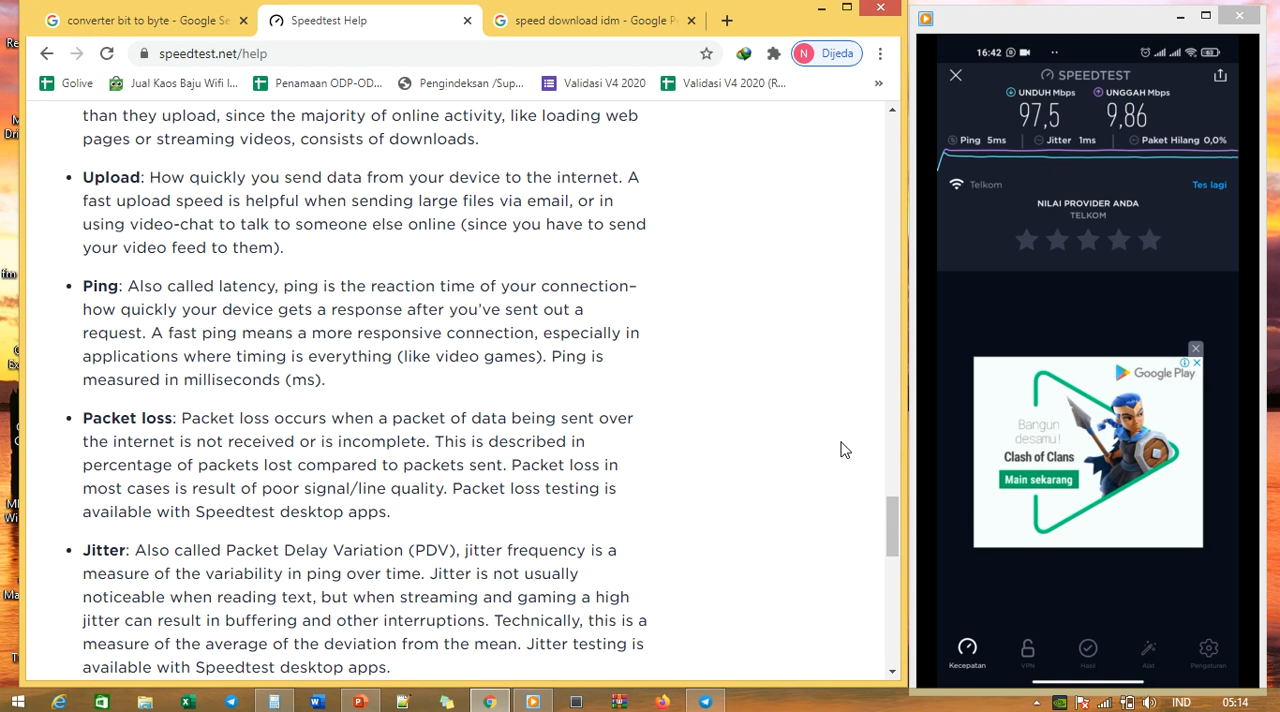 converter bit to byte - Google Se
Speedtest Help
speed download idm - Google P
speedtest.net/help
N
Dijeda
Golive
Jual Kaos Baju Wifi I...
Penamaan ODP-OD...
Pengindeksan /Sup...
Validasi V4 2020
Validasi V4 2020 (R...
»
than they upload, since the majority of online activity, like loading web
pages or streaming videos, consists of downloads.
• Upload: How quickly you send data from your device to the internet. A
fast upload speed is helpful when sending large files via email, or in
using video-chat to talk to someone else online (since you have to send
your video feed to them).
• Ping: Also called latency, ping is the reaction time of your connection–
how quickly your device gets a response after you’ve sent out a
request. A fast ping means a more responsive connection, especially in
applications where timing is everything (like video games). Ping is
measured in milliseconds (ms).
• Packet loss: Packet loss occurs when a packet of data being sent over
the internet is not received or is incomplete. This is described in
percentage of packets lost compared to packets sent. Packet loss in
most cases is result of poor signal/line quality. Packet loss testing is
available with Speedtest desktop apps.
• Jitter: Also called Packet Delay Variation (PDV), jitter frequency is a
measure of the variability in ping over time. Jitter is not usually
noticeable when reading text, but when streaming and gaming a high
jitter can result in buffering and other interruptions. Technically, this is a
measure of the average of the deviation from the mean. Jitter testing is
available with Speedtest desktop apps.
16:42
63
SPEEDTEST
UNDUH Mbps UNGGAH Mbps
97,5 9,86
Ping 5ms Jitter 1ms Paket Hilang 0,0%
Telkom Tes lagi
NILAI PROVIDER ANDA
TELKOM
Google Play
Bangun
desamu!
Clash of Clans
Main sekarang
Kecepatan VPN Hasil Alat Pengaturan
IND 05:14